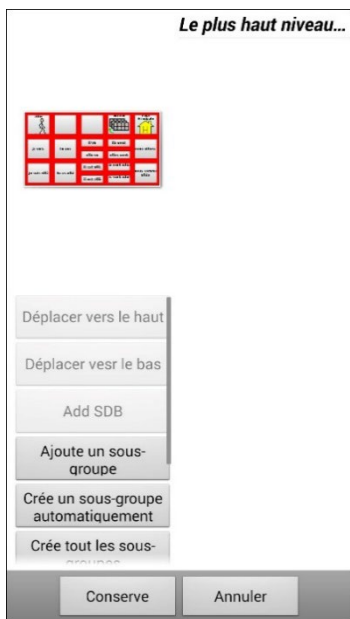 Le plus haut niveau...
Déplacer vers le haut
Déplacer vesr le bas
Add SDB
Ajoute un sous-
groupe
Crée un sous-groupe
automatiquement
Crée tout les sous-
groupes
Conserve
Annuler